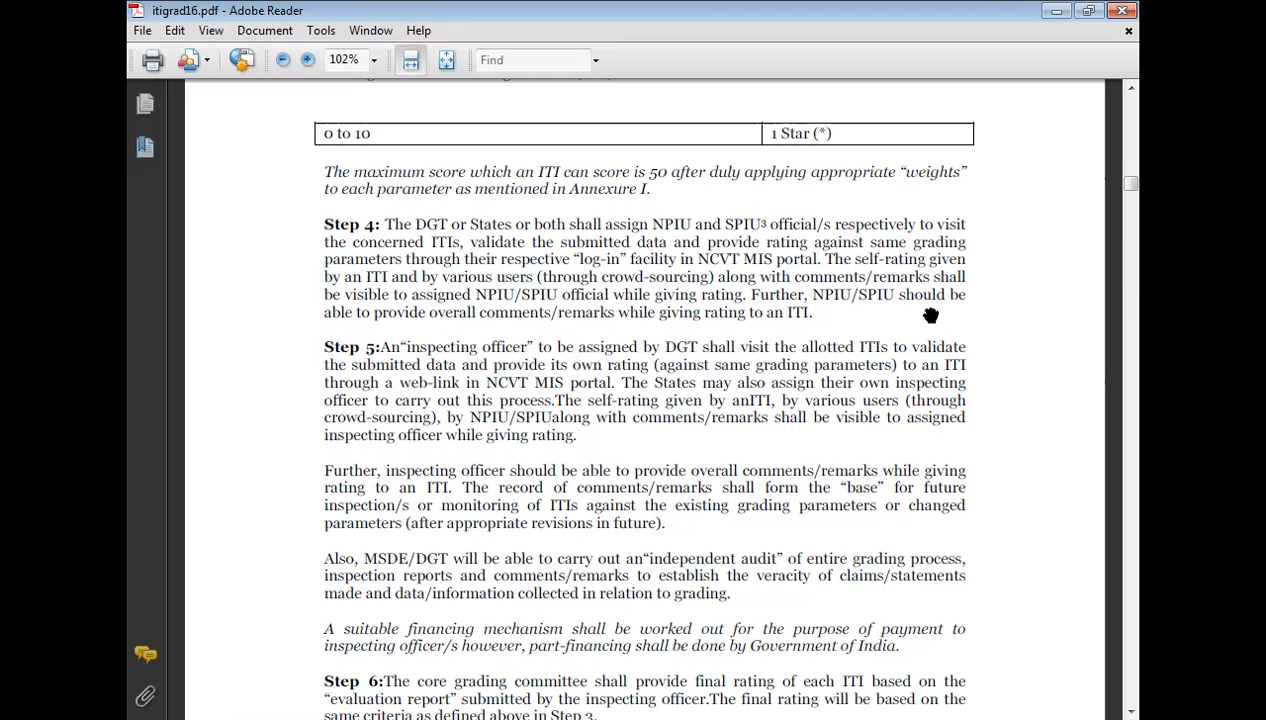 itigrad16.pdf - Adobe Reader
File Edit View Document Tools Window Help
102% Find
0 to 10 1 Star (*)
The maximum score which an ITI can score is 50 after duly applying appropriate “weights”
to each parameter as mentioned in Annexure I.
Step 4: The DGT or States or both shall assign NPIU and SPIU3 official/s respectively to visit
the concerned ITIs, validate the submitted data and provide rating against same grading
parameters through their respective “log-in” facility in NCVT MIS portal. The self-rating given
by an ITI and by various users (through crowd-sourcing) along with comments/remarks shall
be visible to assigned NPIU/SPIU official while giving rating. Further, NPIU/SPIU should be
able to provide overall comments/remarks while giving rating to an ITI.
Step 5:An“inspecting officer” to be assigned by DGT shall visit the allotted ITIs to validate
the submitted data and provide its own rating (against same grading parameters) to an ITI
through a web-link in NCVT MIS portal. The States may also assign their own inspecting
officer to carry out this process.The self-rating given by anITI, by various users (through
crowd-sourcing), by NPIU/SPIUalong with comments/remarks shall be visible to assigned
inspecting officer while giving rating.
Further, inspecting officer should be able to provide overall comments/remarks while giving
rating to an ITI. The record of comments/remarks shall form the “base” for future
inspection/s or monitoring of ITIs against the existing grading parameters or changed
parameters (after appropriate revisions in future).
Also, MSDE/DGT will be able to carry out an“independent audit” of entire grading process,
inspection reports and comments/remarks to establish the veracity of claims/statements
made and data/information collected in relation to grading.
A suitable financing mechanism shall be worked out for the purpose of payment to
inspecting officer/s however, part-financing shall be done by Government of India.
Step 6:The core grading committee shall provide final rating of each ITI based on the
“evaluation report” submitted by the inspecting officer.The final rating will be based on the
same criteria as defined above in Step 3.